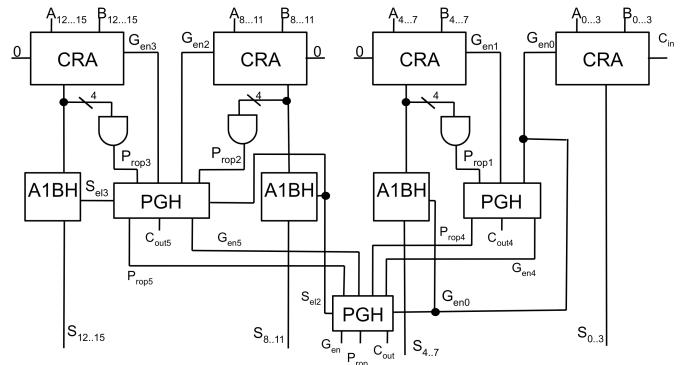 A12...15 B12...15 A8...11 B8...11 A4...7 B4...7 A0...3 B0...3
0 CRA Gen3 Gen2 CRA 0 0 CRA Gen1 Gen0 CRA Cin
4 4 4
Prop3 Prop2 Prop1
A1BH Sel3 PGH A1BH A1BH PGH
Cout5 Gen5 Prop4 Cout4
Prop5 Gen4
Sel2 PGH Gen0
S12..15 S8..11 Gen Prop Cout S4..7 S0..3